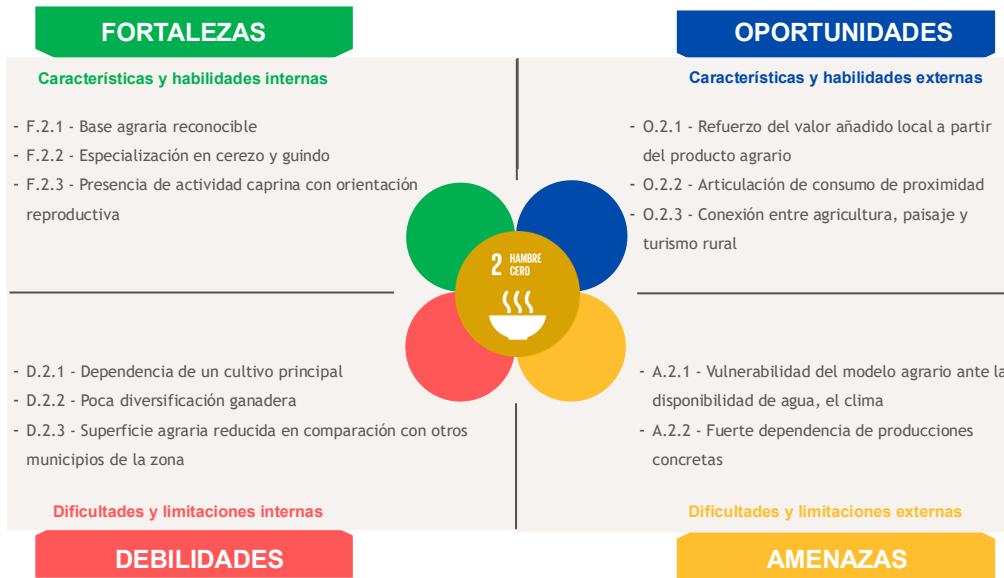 FORTALEZAS
Características y habilidades internas
- F.2.1 - Base agraria reconocible
- F.2.2 - Especialización en cerezo y guindo
- F.2.3 - Presencia de actividad caprina con orientación
reproductiva
OPORTUNIDADES
Características y habilidades externas
- O.2.1 - Refuerzo del valor añadido local a partir
del producto agrario
- O.2.2 - Articulación de consumo de proximidad
- O.2.3 - Conexión entre agricultura, paisaje y
turismo rural
2 HAMBRE
CERO
- D.2.1 - Dependencia de un cultivo principal
- D.2.2 - Poca diversificación ganadera
- D.2.3 - Superficie agraria reducida en comparación con otros
municipios de la zona
Dificultades y limitaciones internas
DEBILIDADES
- A.2.1 - Vulnerabilidad del modelo agrario ante la
disponibilidad de agua, el clima
- A.2.2 - Fuerte dependencia de producciones
concretas
Dificultades y limitaciones externas
AMENAZAS